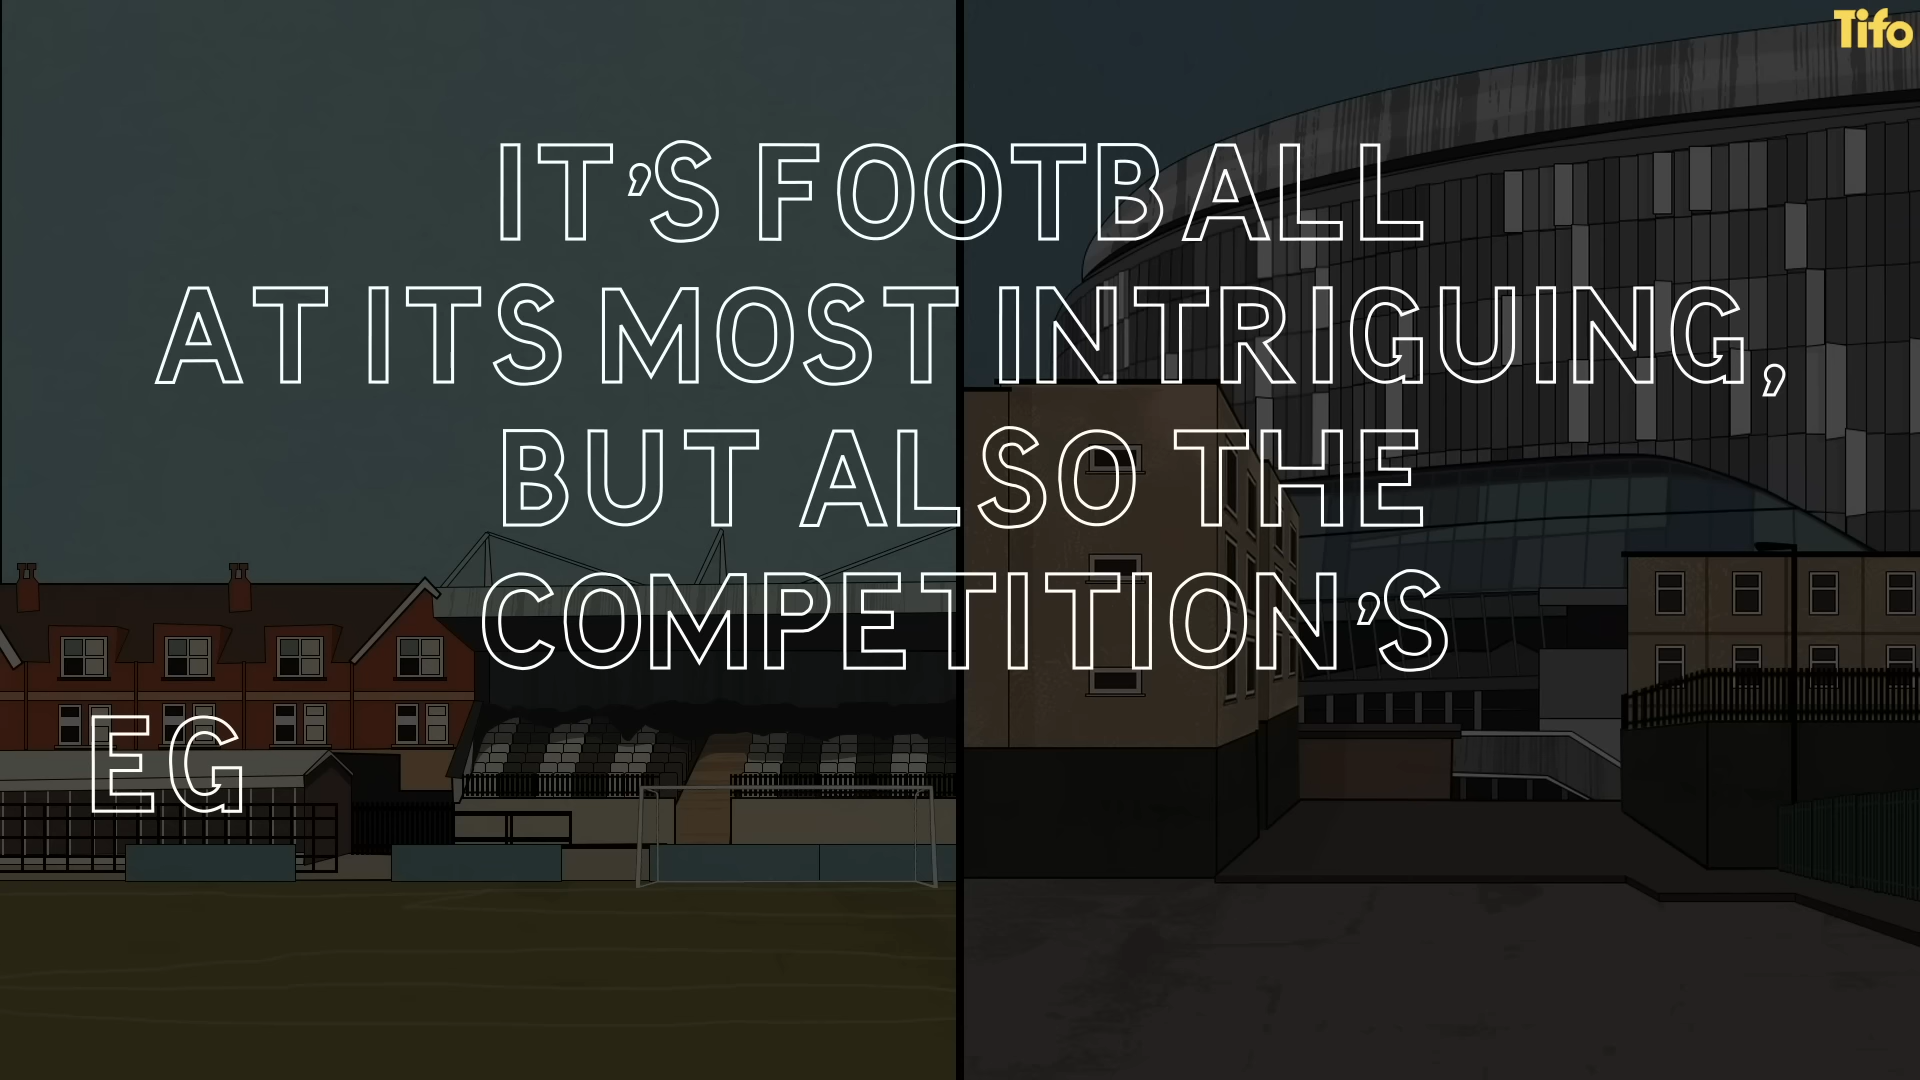 Tifo
IT’S FOOTBALL
AT ITS MOST INTRIGUING,
BUT ALSO THE
COMPETITION’S
EG